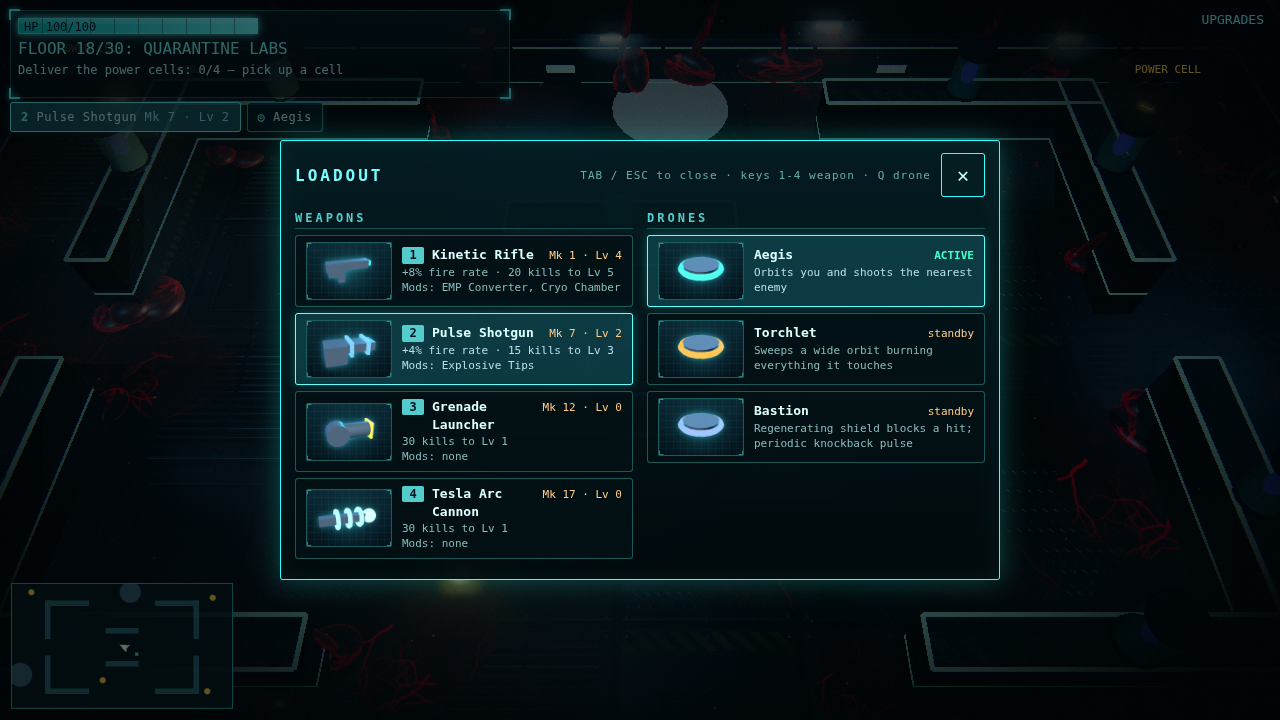 HP 100/100
FLOOR 18/30: QUARANTINE LABS
Deliver the power cells: 0/4 — pick up a cell
2 Pulse Shotgun Mk 7 · Lv 2
◎ Aegis
UPGRADES
POWER CELL
LOADOUT
TAB / ESC to close · keys 1-4 weapon · Q drone
✕
WEAPONS
1 Kinetic Rifle Mk 1 · Lv 4
+8% fire rate · 20 kills to Lv 5
Mods: EMP Converter, Cryo Chamber
2 Pulse Shotgun Mk 7 · Lv 2
+4% fire rate · 15 kills to Lv 3
Mods: Explosive Tips
3 Grenade Mk 12 · Lv 0
Launcher
30 kills to Lv 1
Mods: none
4 Tesla Arc Mk 17 · Lv 0
Cannon
30 kills to Lv 1
Mods: none
DRONES
Aegis ACTIVE
Orbits you and shoots the nearest
enemy
Torchlet standby
Sweeps a wide orbit burning
everything it touches
Bastion standby
Regenerating shield blocks a hit;
periodic knockback pulse